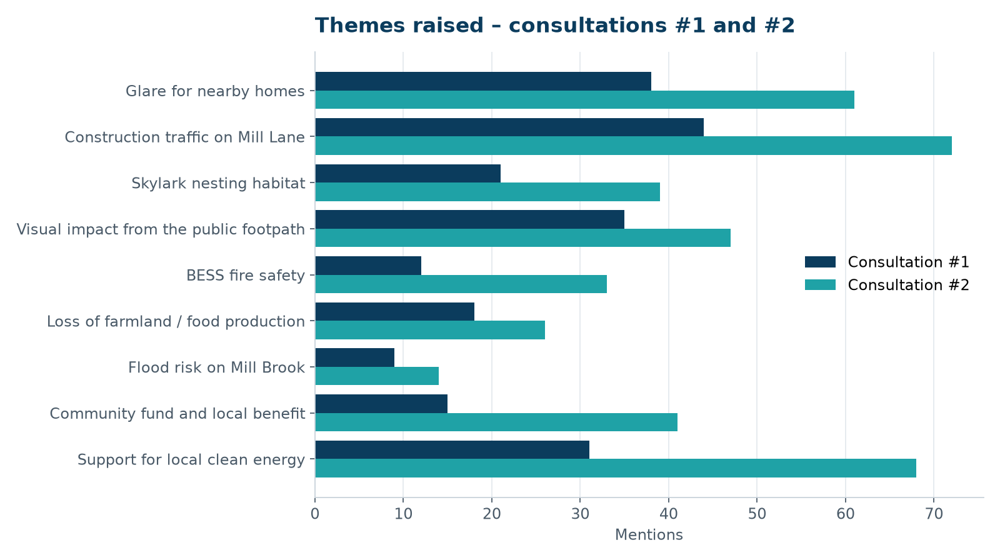 Themes raised – consultations #1 and #2
Glare for nearby homes
Construction traffic on Mill Lane
Skylark nesting habitat
Visual impact from the public footpath
BESS fire safety
Loss of farmland / food production
Flood risk on Mill Brook
Community fund and local benefit
Support for local clean energy
Consultation #1
Consultation #2
0 10 20 30 40 50 60 70
Mentions